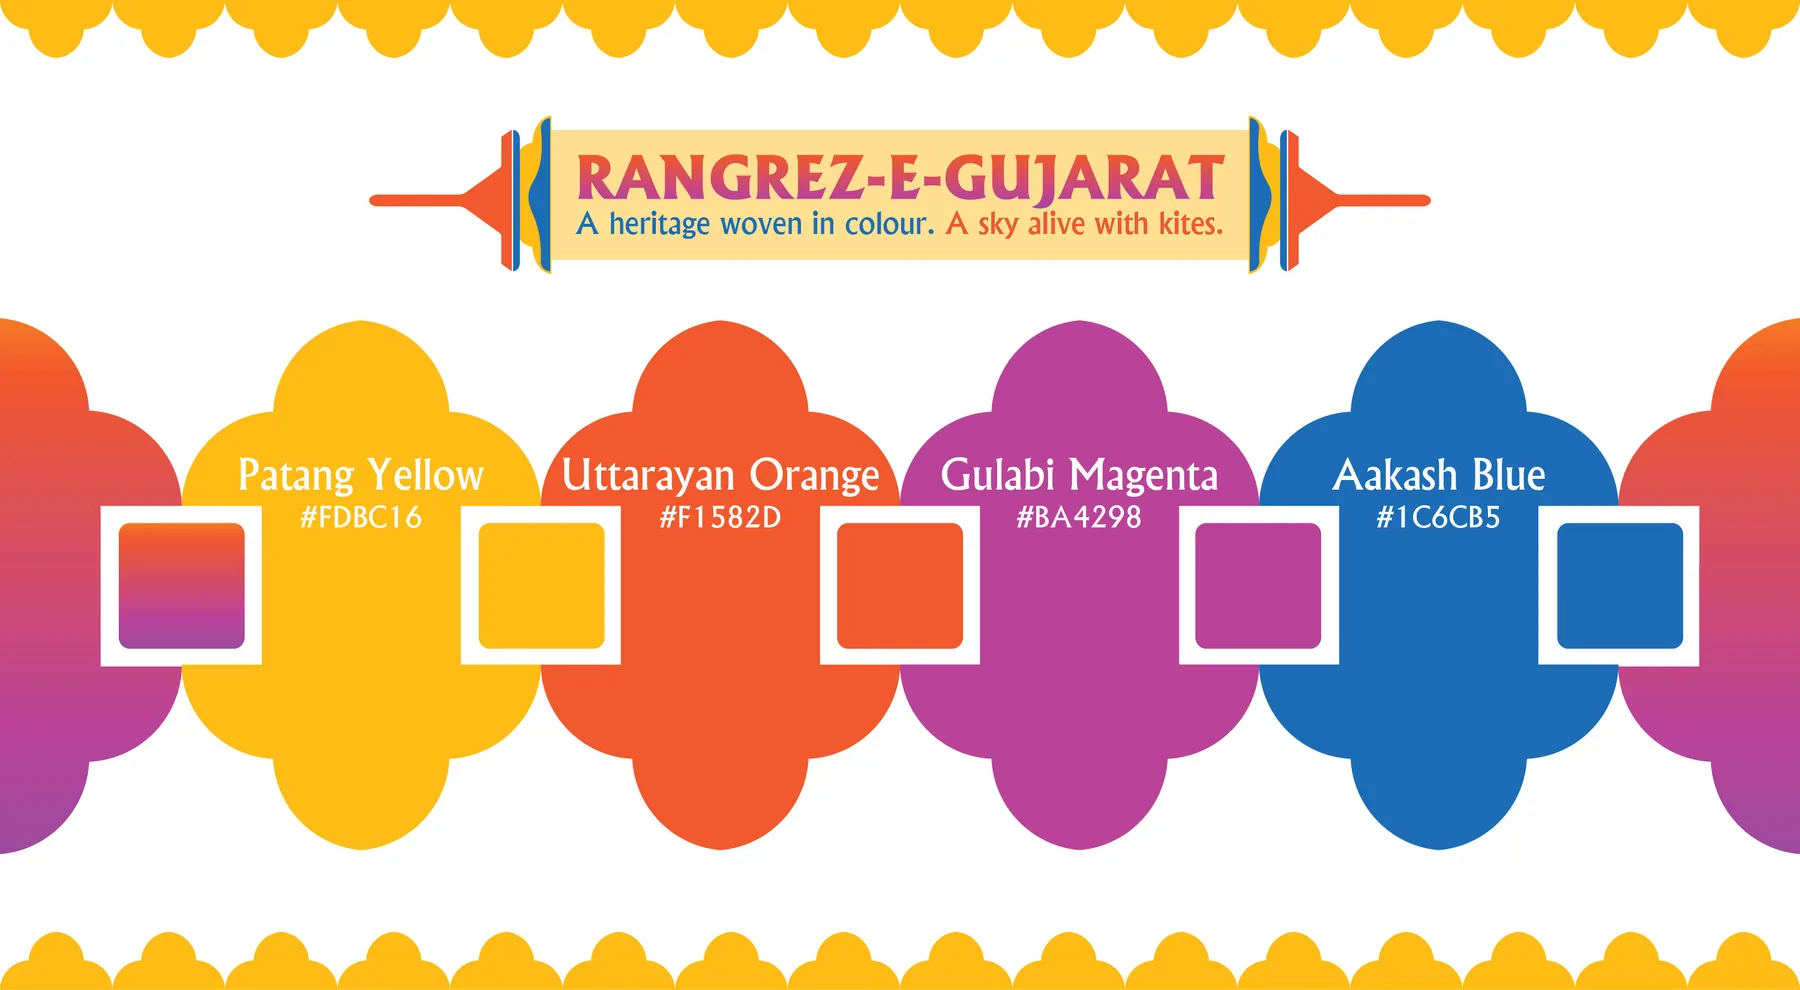 RANGREZ-E-GUJARAT
A heritage woven in colour. A sky alive with kites.
Patang Yellow
#FDBC16
Uttarayan Orange
#F1582D
Gulabi Magenta
#BA4298
Aakash Blue
#1C6CB5